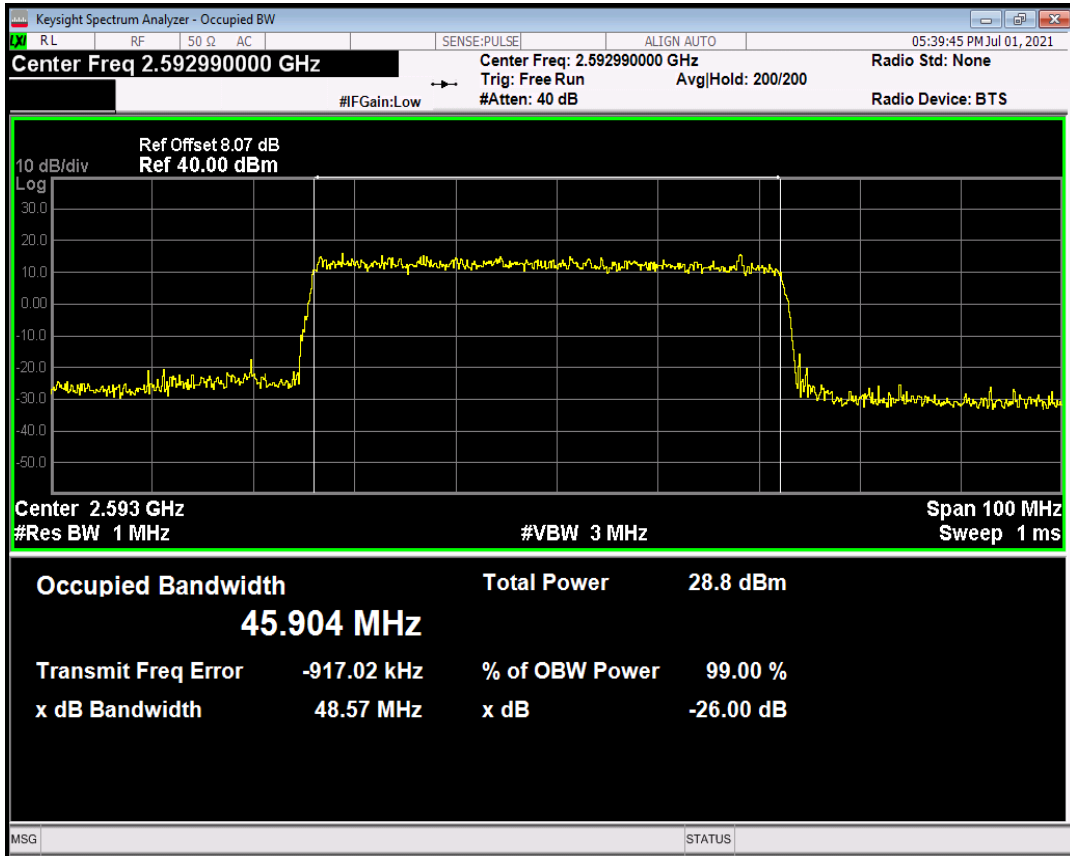 Keysight Spectrum Analyzer - Occupied BW
LXI RL RF 50 Ω AC SENSE:PULSE ALIGN AUTO 05:39:45 PM Jul 01, 2021
Center Freq 2.592990000 GHz Center Freq: 2.592990000 GHz Radio Std: None
Trig: Free Run Avg|Hold: 200/200
#IFGain:Low #Atten: 40 dB Radio Device: BTS
Ref Offset 8.07 dB
10 dB/div Ref 40.00 dBm
Log
30.0
20.0
10.0
0.00
-10.0
-20.0
-30.0
-40.0
-50.0
Center 2.593 GHz Span 100 MHz
#Res BW 1 MHz #VBW 3 MHz Sweep 1 ms
Occupied Bandwidth Total Power 28.8 dBm
45.904 MHz
Transmit Freq Error -917.02 kHz % of OBW Power 99.00 %
x dB Bandwidth 48.57 MHz x dB -26.00 dB
MSG STATUS